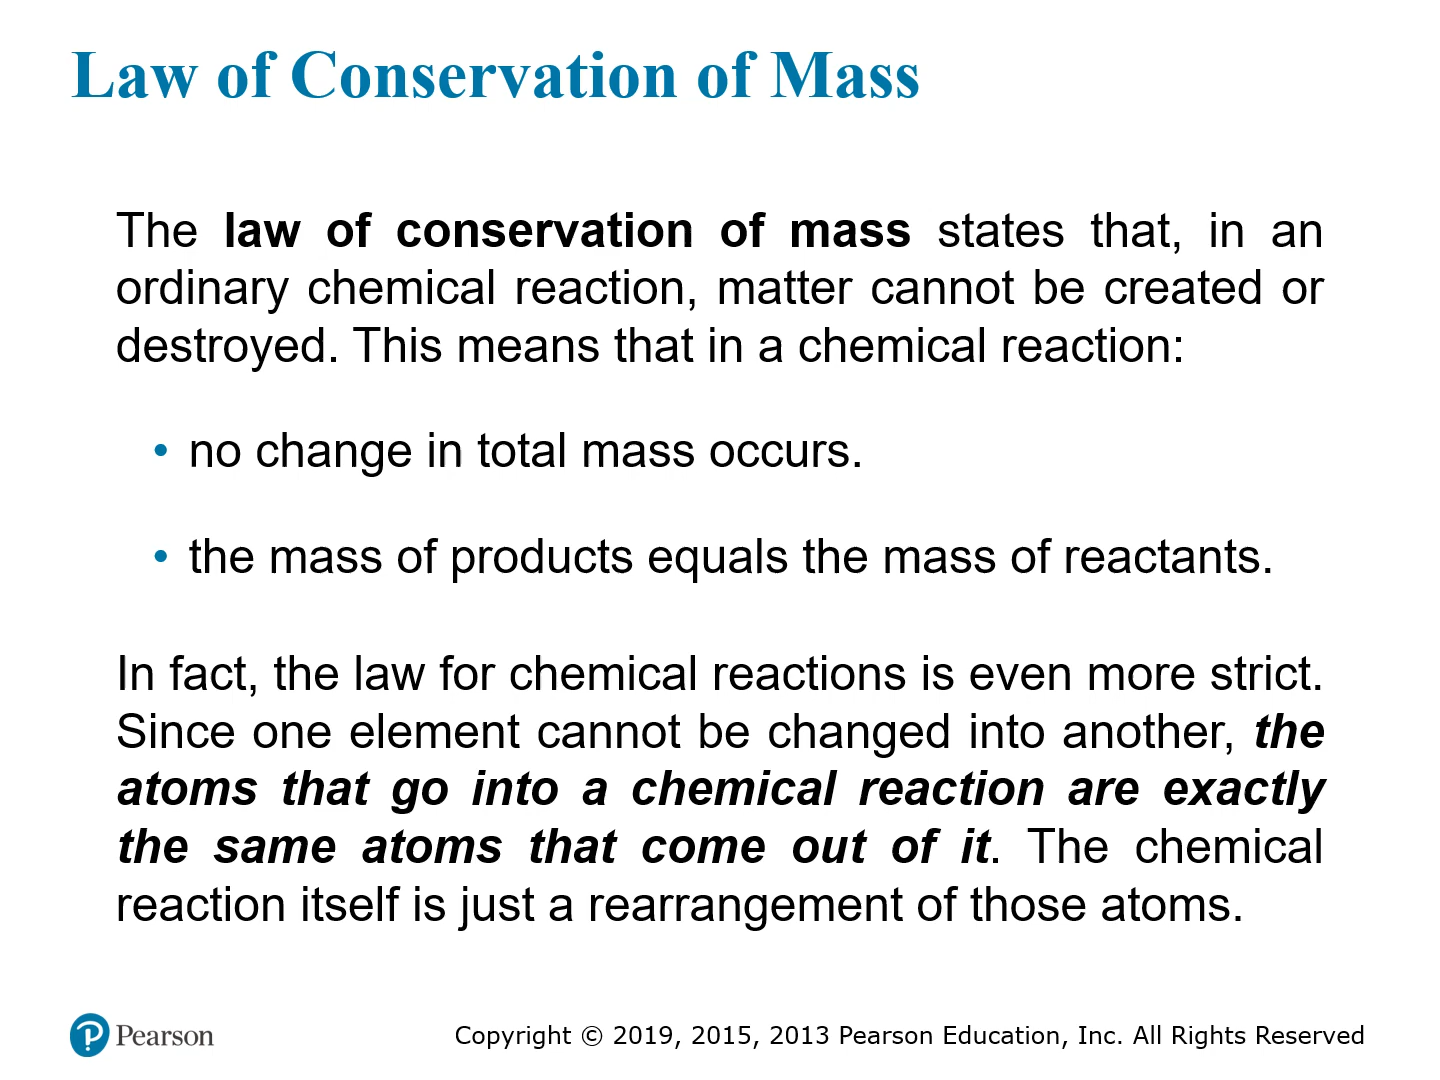 Law of Conservation of Mass
The law of conservation of mass states that, in an
ordinary chemical reaction, matter cannot be created or
destroyed. This means that in a chemical reaction:
• no change in total mass occurs.
• the mass of products equals the mass of reactants.
In fact, the law for chemical reactions is even more strict.
Since one element cannot be changed into another, the
atoms that go into a chemical reaction are exactly
the same atoms that come out of it. The chemical
reaction itself is just a rearrangement of those atoms.
Pearson
Copyright © 2019, 2015, 2013 Pearson Education, Inc. All Rights Reserved